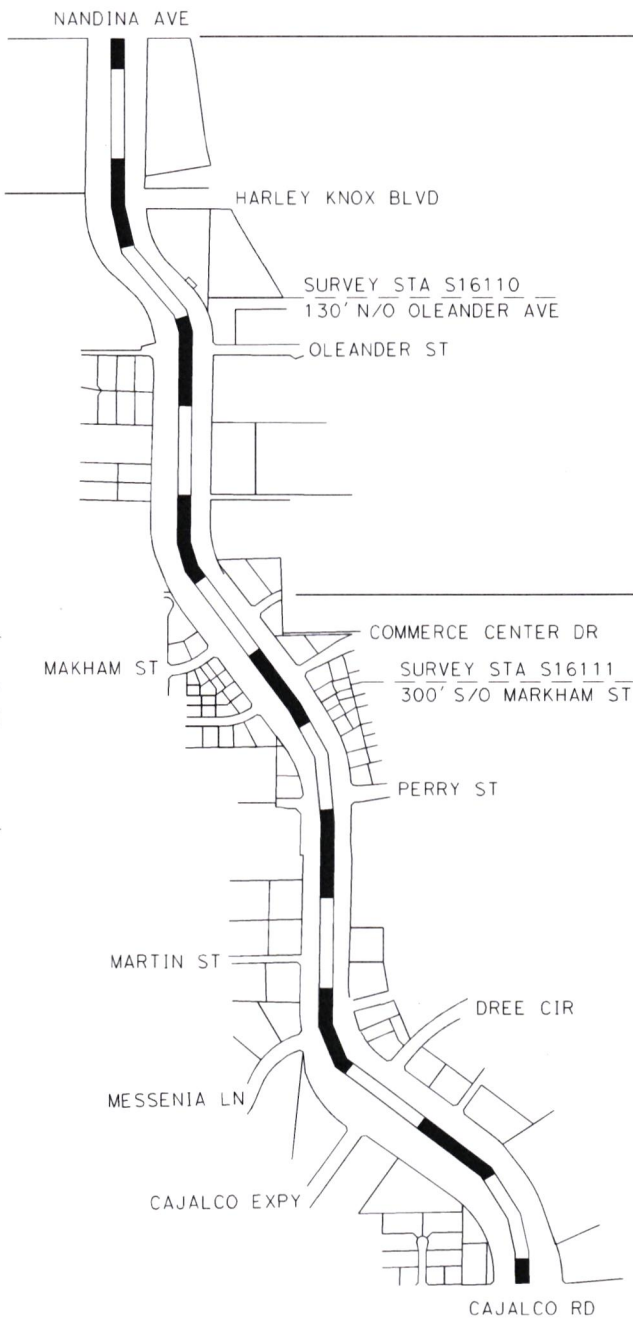 NANDINA AVE
HARLEY KNOX BLVD
SURVEY STA S16110
130' N/O OLEANDER AVE
OLEANDER ST
COMMERCE CENTER DR
MAKHAM ST
SURVEY STA S16111
300' S/O MARKHAM ST
PERRY ST
MARTIN ST
DREE CIR
MESSENIA LN
CAJALCO EXPY
CAJALCO RD